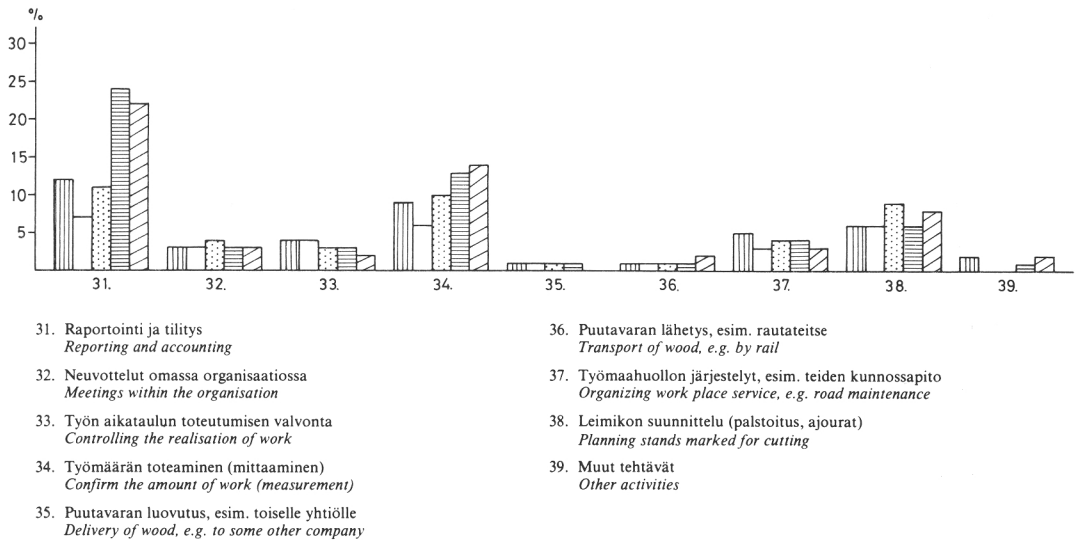 %
30
25
20
15
10
5
31. 32. 33. 34. 35. 36. 37. 38. 39.
31. Raportointi ja tilitys
Reporting and accounting
32. Neuvottelut omassa organisaatiossa
Meetings within the organisation
33. Työn aikataulun toteutumisen valvonta
Controlling the realisation of work
34. Työmäärän toteaminen (mittaaminen)
Confirm the amount of work (measurement)
35. Puutavaran luovutus, esim. toiselle yhtiölle
Delivery of wood, e.g. to some other company
36. Puutavaran lähetys, esim. rautateitse
Transport of wood, e.g. by rail
37. Työmaahuollon järjestelyt, esim. teiden kunnossapito
Organizing work place service, e.g. road maintenance
38. Leimikon suunnittelu (palstoitus, ajourat)
Planning stands marked for cutting
39. Muut tehtävät
Other activities